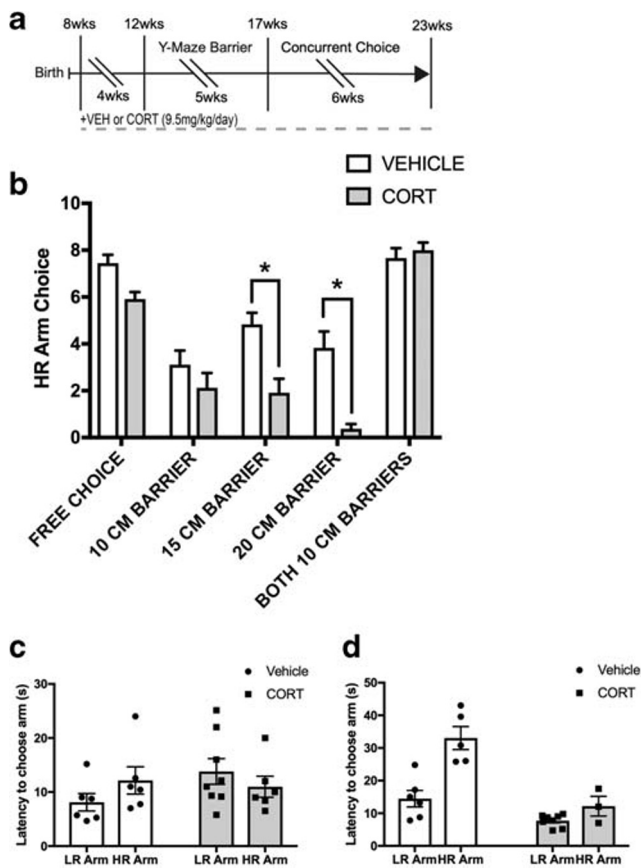 a
8wks 12wks 17wks 23wks
Y-Maze Barrier Concurrent Choice
Birth
4wks 5wks 6wks
+VEH or CORT (9.5mg/kg/day)
b
VEHICLE
CORT
HR Arm Choice
10
8
6
4
2
0
* *
FREE CHOICE
10 CM BARRIER
15 CM BARRIER
20 CM BARRIER
BOTH 10 CM BARRIERS
c
Vehicle
CORT
Latency to choose arm (s)
30
20
10
0
LR Arm HR Arm LR Arm HR Arm
d
Vehicle
CORT
Latency to choose arm (s)
50
40
30
20
10
0
LR Arm HR Arm LR Arm HR Arm